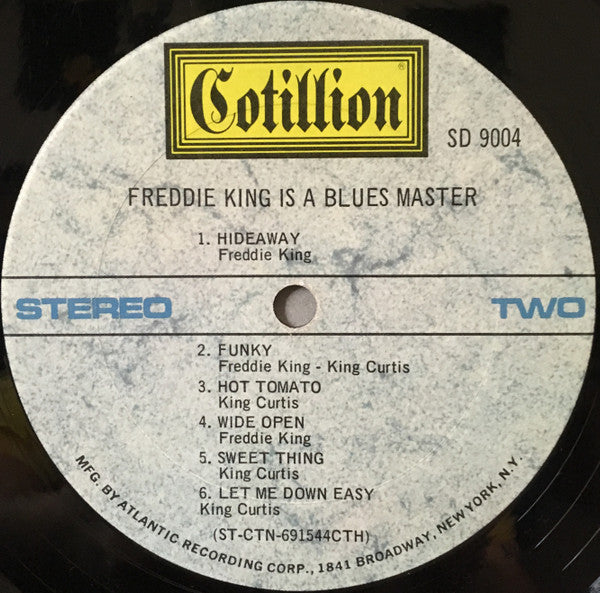 Cotillion®
SD 9004
FREDDIE KING IS A BLUES MASTER
1. HIDEAWAY
Freddie King
STEREO TWO
2. FUNKY
Freddie King - King Curtis
3. HOT TOMATO
King Curtis
4. WIDE OPEN
Freddie King
5. SWEET THING
King Curtis
6. LET ME DOWN EASY
King Curtis
(ST-CTN-691544CTH)
MFG. BY ATLANTIC RECORDING CORP., 1841 BROADWAY, NEW YORK, N.Y.